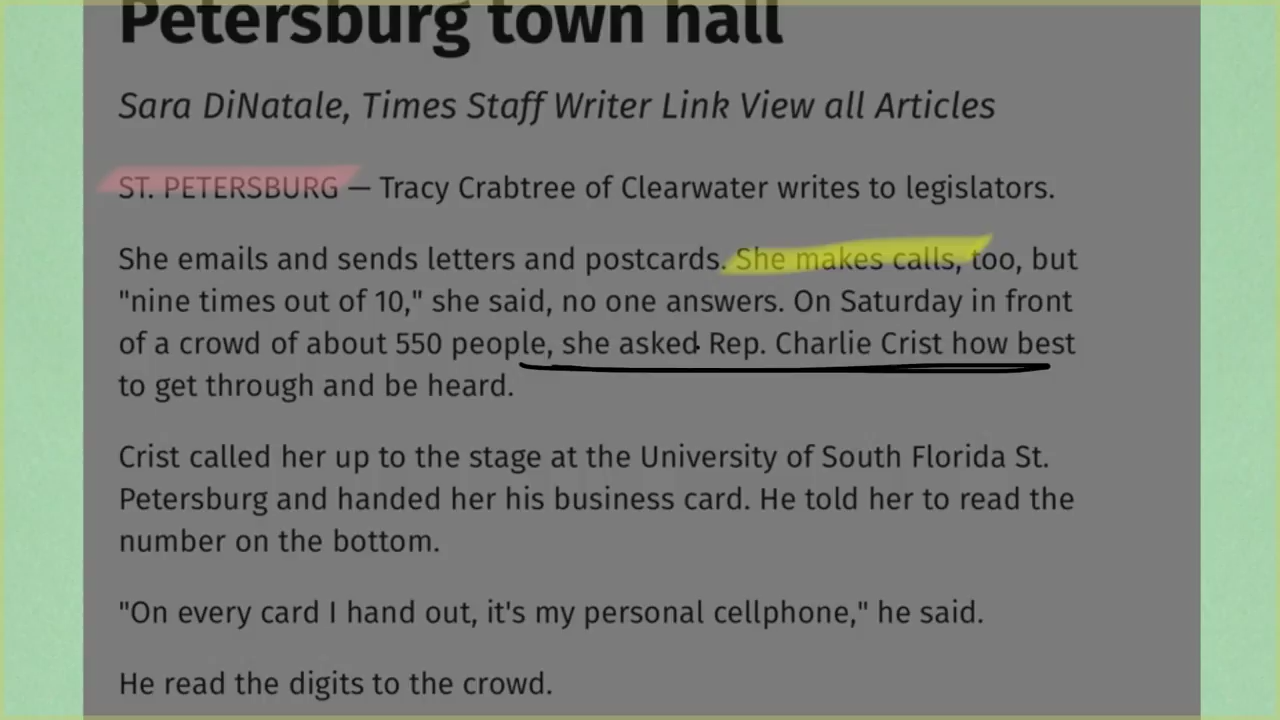 Petersburg town hall
Sara DiNatale, Times Staff Writer Link View all Articles
ST. PETERSBURG — Tracy Crabtree of Clearwater writes to legislators.
She emails and sends letters and postcards. She makes calls, too, but
"nine times out of 10," she said, no one answers. On Saturday in front
of a crowd of about 550 people, she asked Rep. Charlie Crist how best
to get through and be heard.
Crist called her up to the stage at the University of South Florida St.
Petersburg and handed her his business card. He told her to read the
number on the bottom.
"On every card I hand out, it's my personal cellphone," he said.
He read the digits to the crowd.